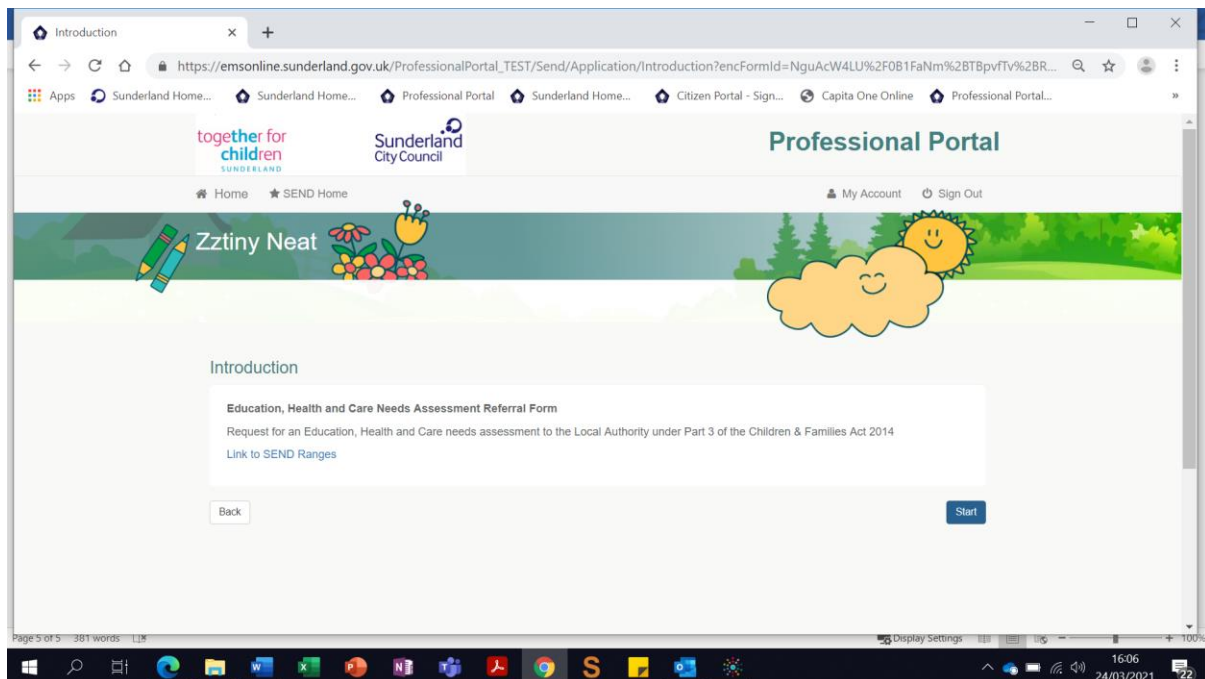 Introduction
https://emsonline.sunderland.gov.uk/ProfessionalPortal_TEST/Send/Application/Introduction?encFormId=NguAcW4LU%2F0B1FaNm%2BTBpvfTv%2BR...
Apps Sunderland Home... Sunderland Home... Professional Portal Sunderland Home... Citizen Portal - Sign... Capita One Online Professional Portal... »
together for
children
SUNDERLAND
Sunderland
City Council
Professional Portal
Home SEND Home My Account Sign Out
Zztiny Neat
Introduction
Education, Health and Care Needs Assessment Referral Form
Request for an Education, Health and Care needs assessment to the Local Authority under Part 3 of the Children & Families Act 2014
Link to SEND Ranges
Back Start
Page 5 of 5 381 words Display Settings 100%
16:06
24/03/2021
22